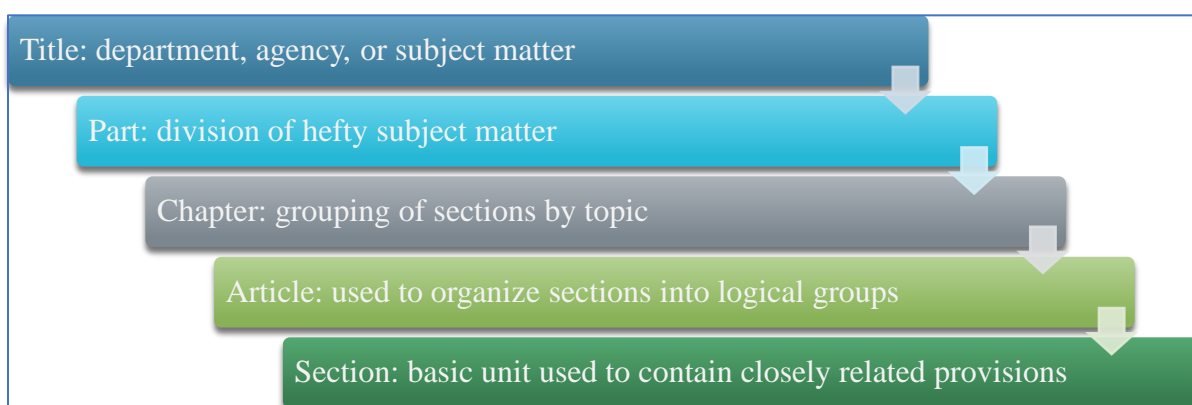 Title: department, agency, or subject matter
Part: division of hefty subject matter
Chapter: grouping of sections by topic
Article: used to organize sections into logical groups
Section: basic unit used to contain closely related provisions